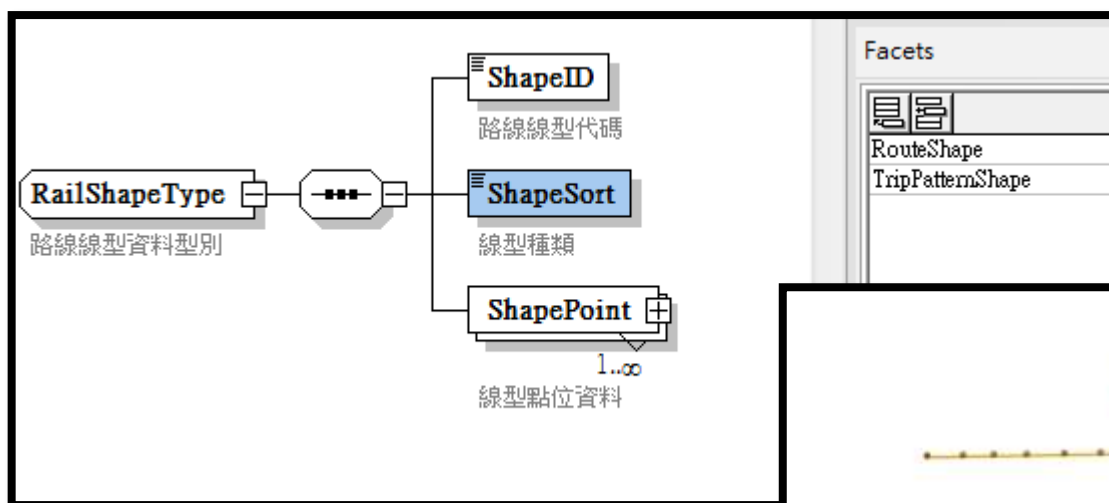 RailShapeType
路線線型資料型別
ShapeID
路線線型代碼
ShapeSort
線型種類
ShapePoint
1..∞
線型點位資料
Facets
RouteShape
TripPatternShape